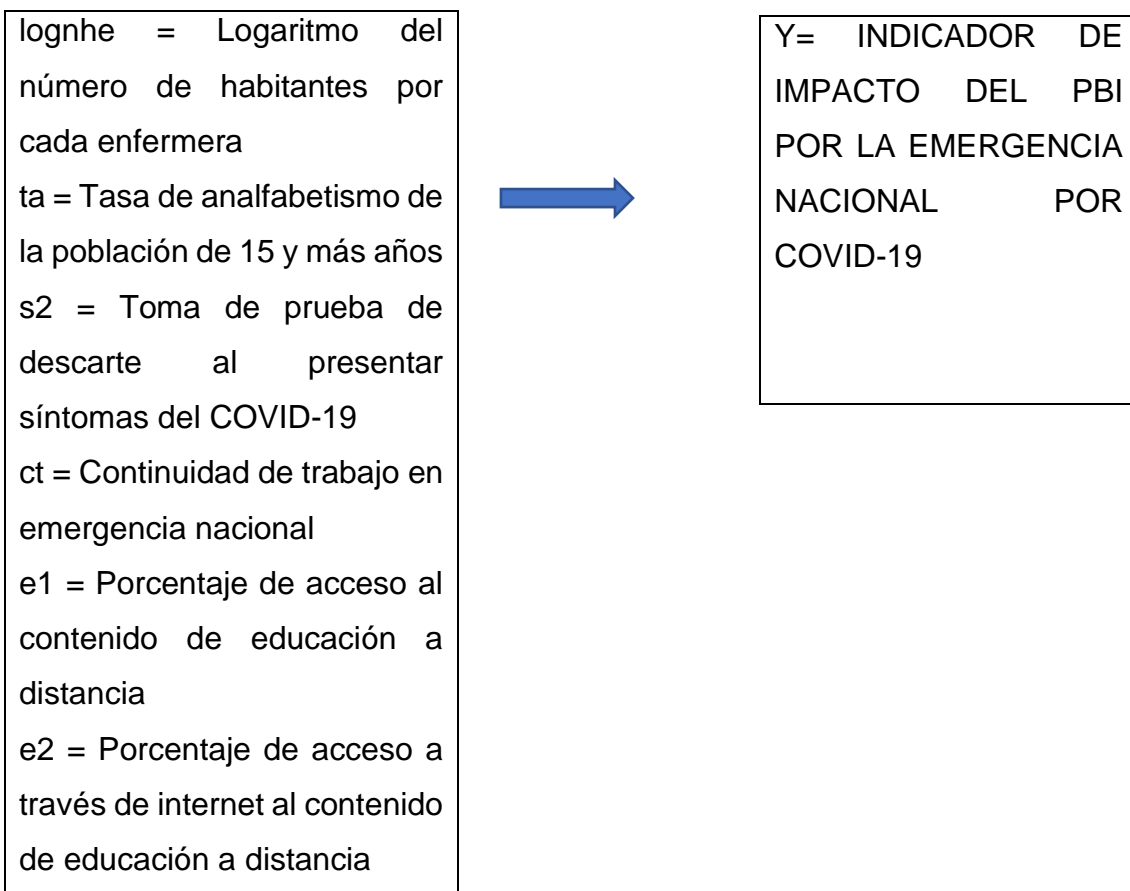 lognhe = Logaritmo del
número de habitantes por
cada enfermera
ta = Tasa de analfabetismo de
la población de 15 y más años
s2 = Toma de prueba de
descarte al presentar
síntomas del COVID-19
ct = Continuidad de trabajo en
emergencia nacional
e1 = Porcentaje de acceso al
contenido de educación a
distancia
e2 = Porcentaje de acceso a
través de internet al contenido
de educación a distancia
Y= INDICADOR DE
IMPACTO DEL PBI
POR LA EMERGENCIA
NACIONAL POR
COVID-19